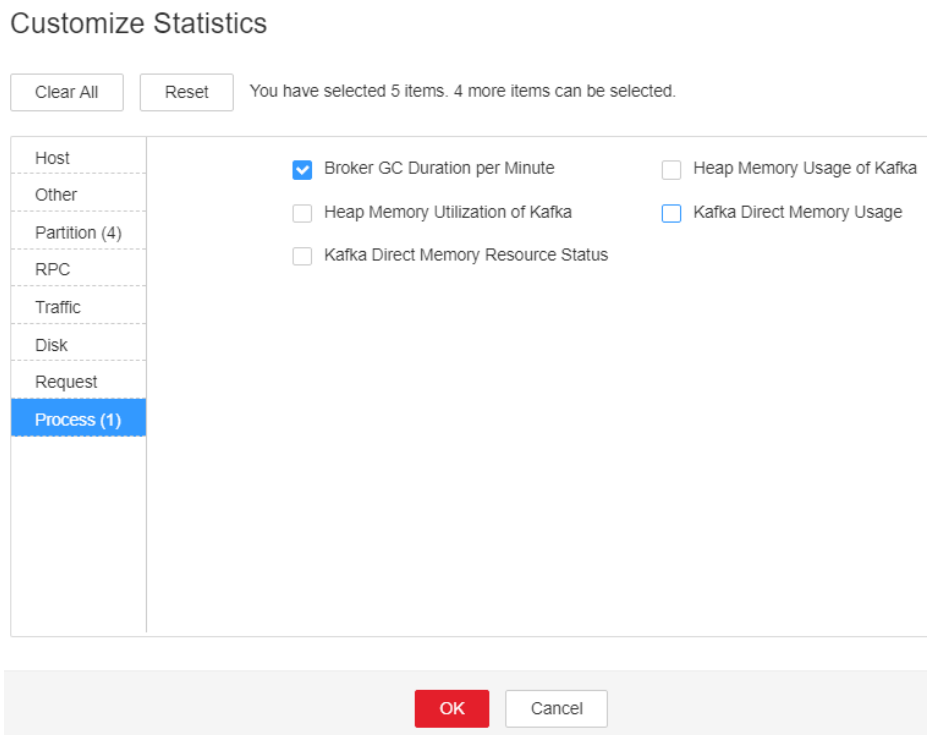 Customize Statistics
Clear All
Reset
You have selected 5 items. 4 more items can be selected.
Host
Other
Partition (4)
RPC
Traffic
Disk
Request
Process (1)
Broker GC Duration per Minute
Heap Memory Usage of Kafka
Heap Memory Utilization of Kafka
Kafka Direct Memory Usage
Kafka Direct Memory Resource Status
OK
Cancel